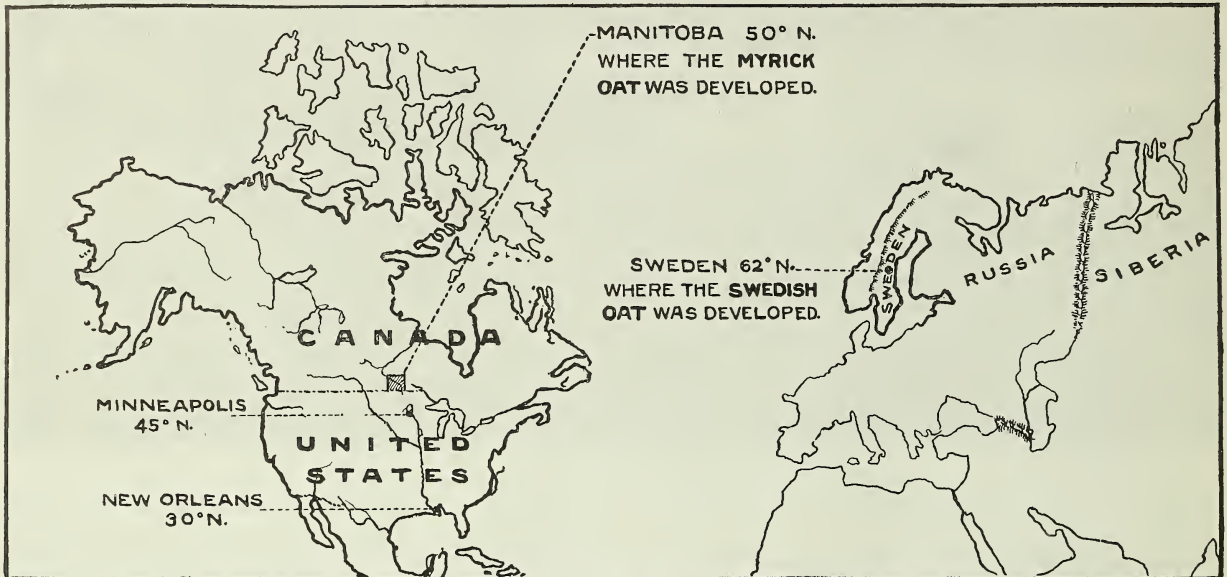 MANITOBA 50° N.
WHERE THE MYRICK
OAT WAS DEVELOPED.
SWEDEN 62° N.
WHERE THE SWEDISH
OAT WAS DEVELOPED.
SWEDEN
RUSSIA
SIBERIA
CANADA
MINNEAPOLIS
45° N.
UNITED
STATES
NEW ORLEANS
30° N.